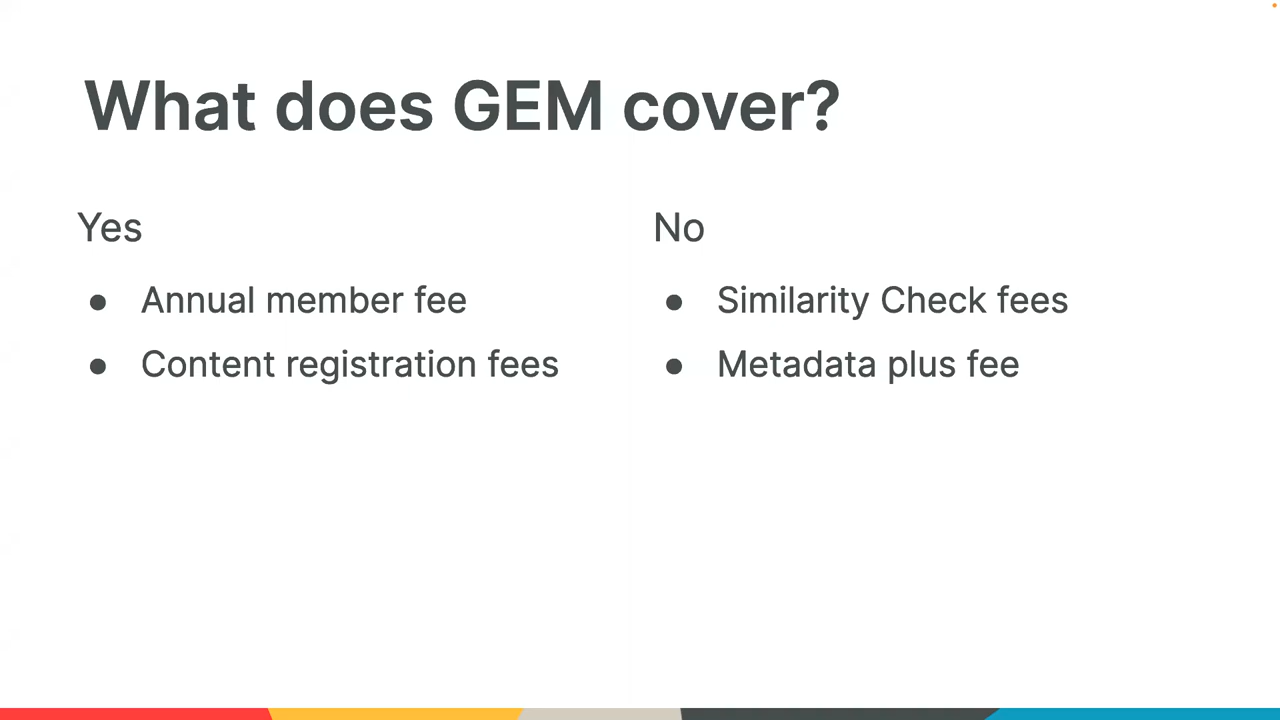 What does GEM cover?
Yes
● Annual member fee
● Content registration fees
No
● Similarity Check fees
● Metadata plus fee